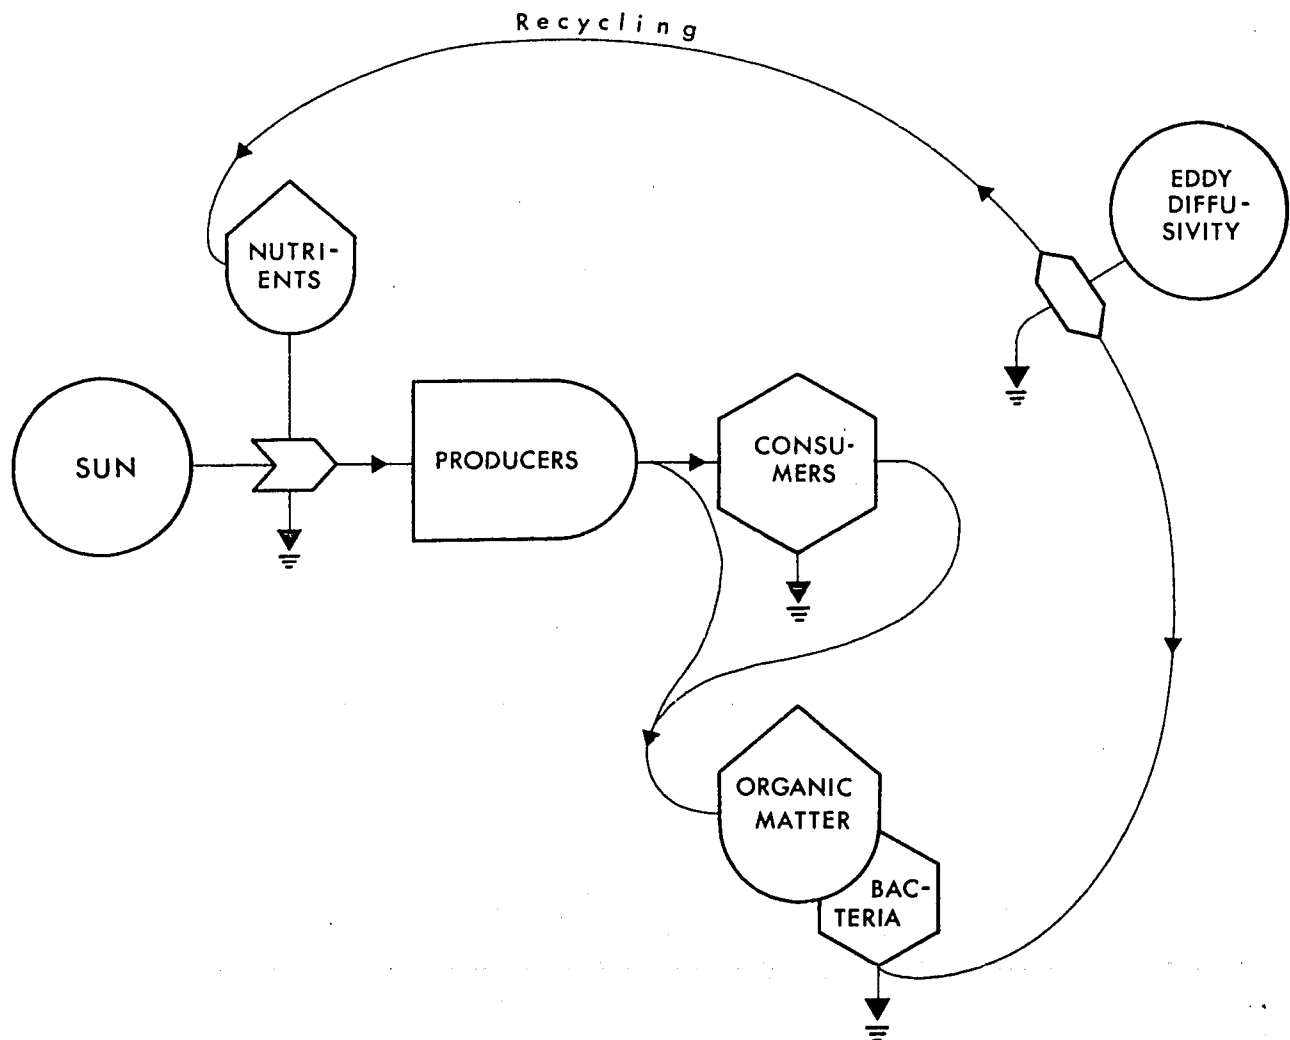 Recycling
EDDY
DIFFU-
SIVITY
NUTRI-
ENTS
SUN
PRODUCERS
CONSU-
MERS
ORGANIC
MATTER
BAC-
TERIA